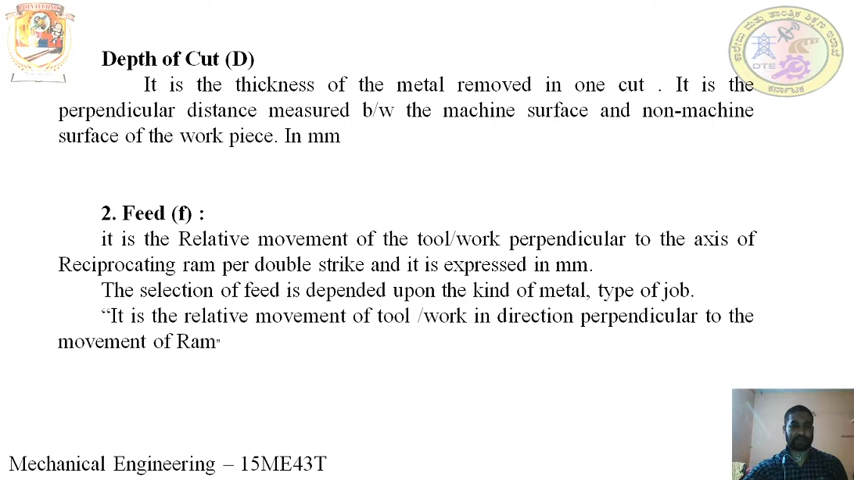 Depth of Cut (D)
It is the thickness of the metal removed in one cut . It is the
perpendicular distance measured b/w the machine surface and non-machine
surface of the work piece. In mm
2. Feed (f) :
it is the Relative movement of the tool/work perpendicular to the axis of
Reciprocating ram per double strike and it is expressed in mm.
The selection of feed is depended upon the kind of metal, type of job.
“It is the relative movement of tool /work in direction perpendicular to the
movement of Ram”
Mechanical Engineering – 15ME43T
DTE
ಕರ್ನಾಟಕ